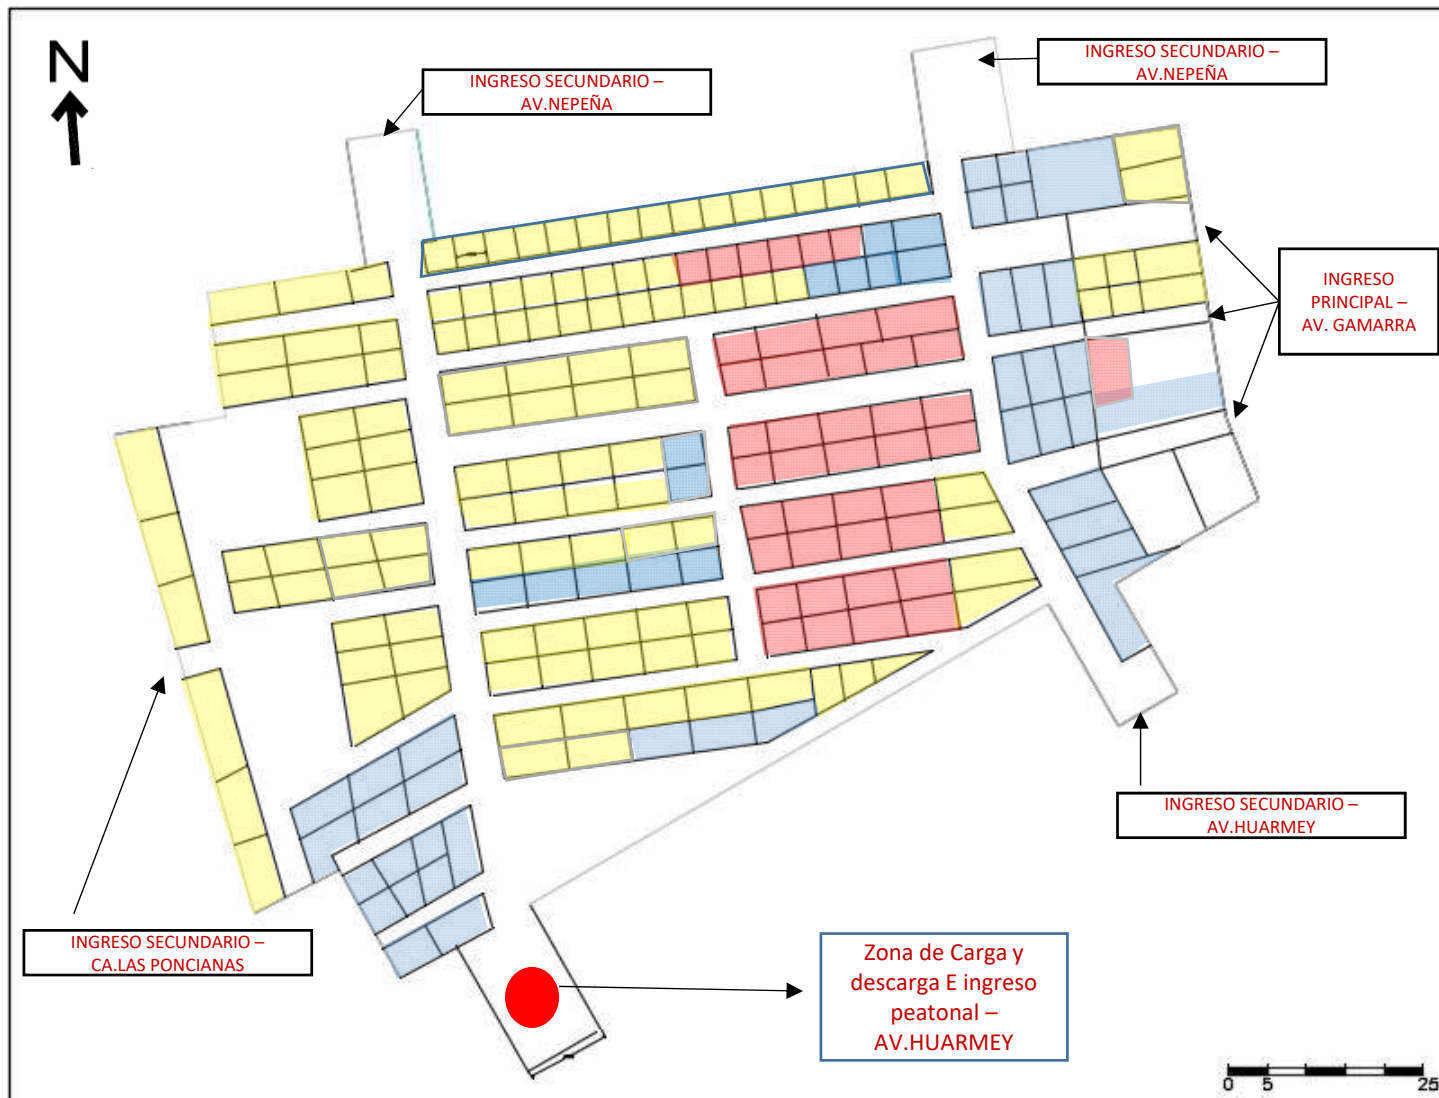 N
INGRESO SECUNDARIO –
AV.NEPEÑA
INGRESO SECUNDARIO –
AV.NEPEÑA
INGRESO
PRINCIPAL –
AV. GAMARRA
INGRESO SECUNDARIO –
AV.HUARMEY
INGRESO SECUNDARIO –
CA.LAS PONCIANAS
Zona de Carga y
descarga E ingreso
peatonal –
AV.HUARMEY
0 5 25